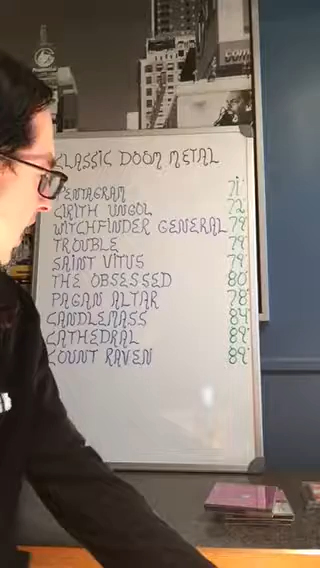 CLASSIC DOOM METAL
PENTAGRAM 71'
CIRITH UNGOL 72'
WITCHFINDER GENERAL 79'
TROUBLE 79'
SAINT VITUS 79'
THE OBSESSED 80'
PAGAN ALTAR 78'
CANDLEMASS 84'
CATHEDRAL 89'
COUNT RAVEN 89'